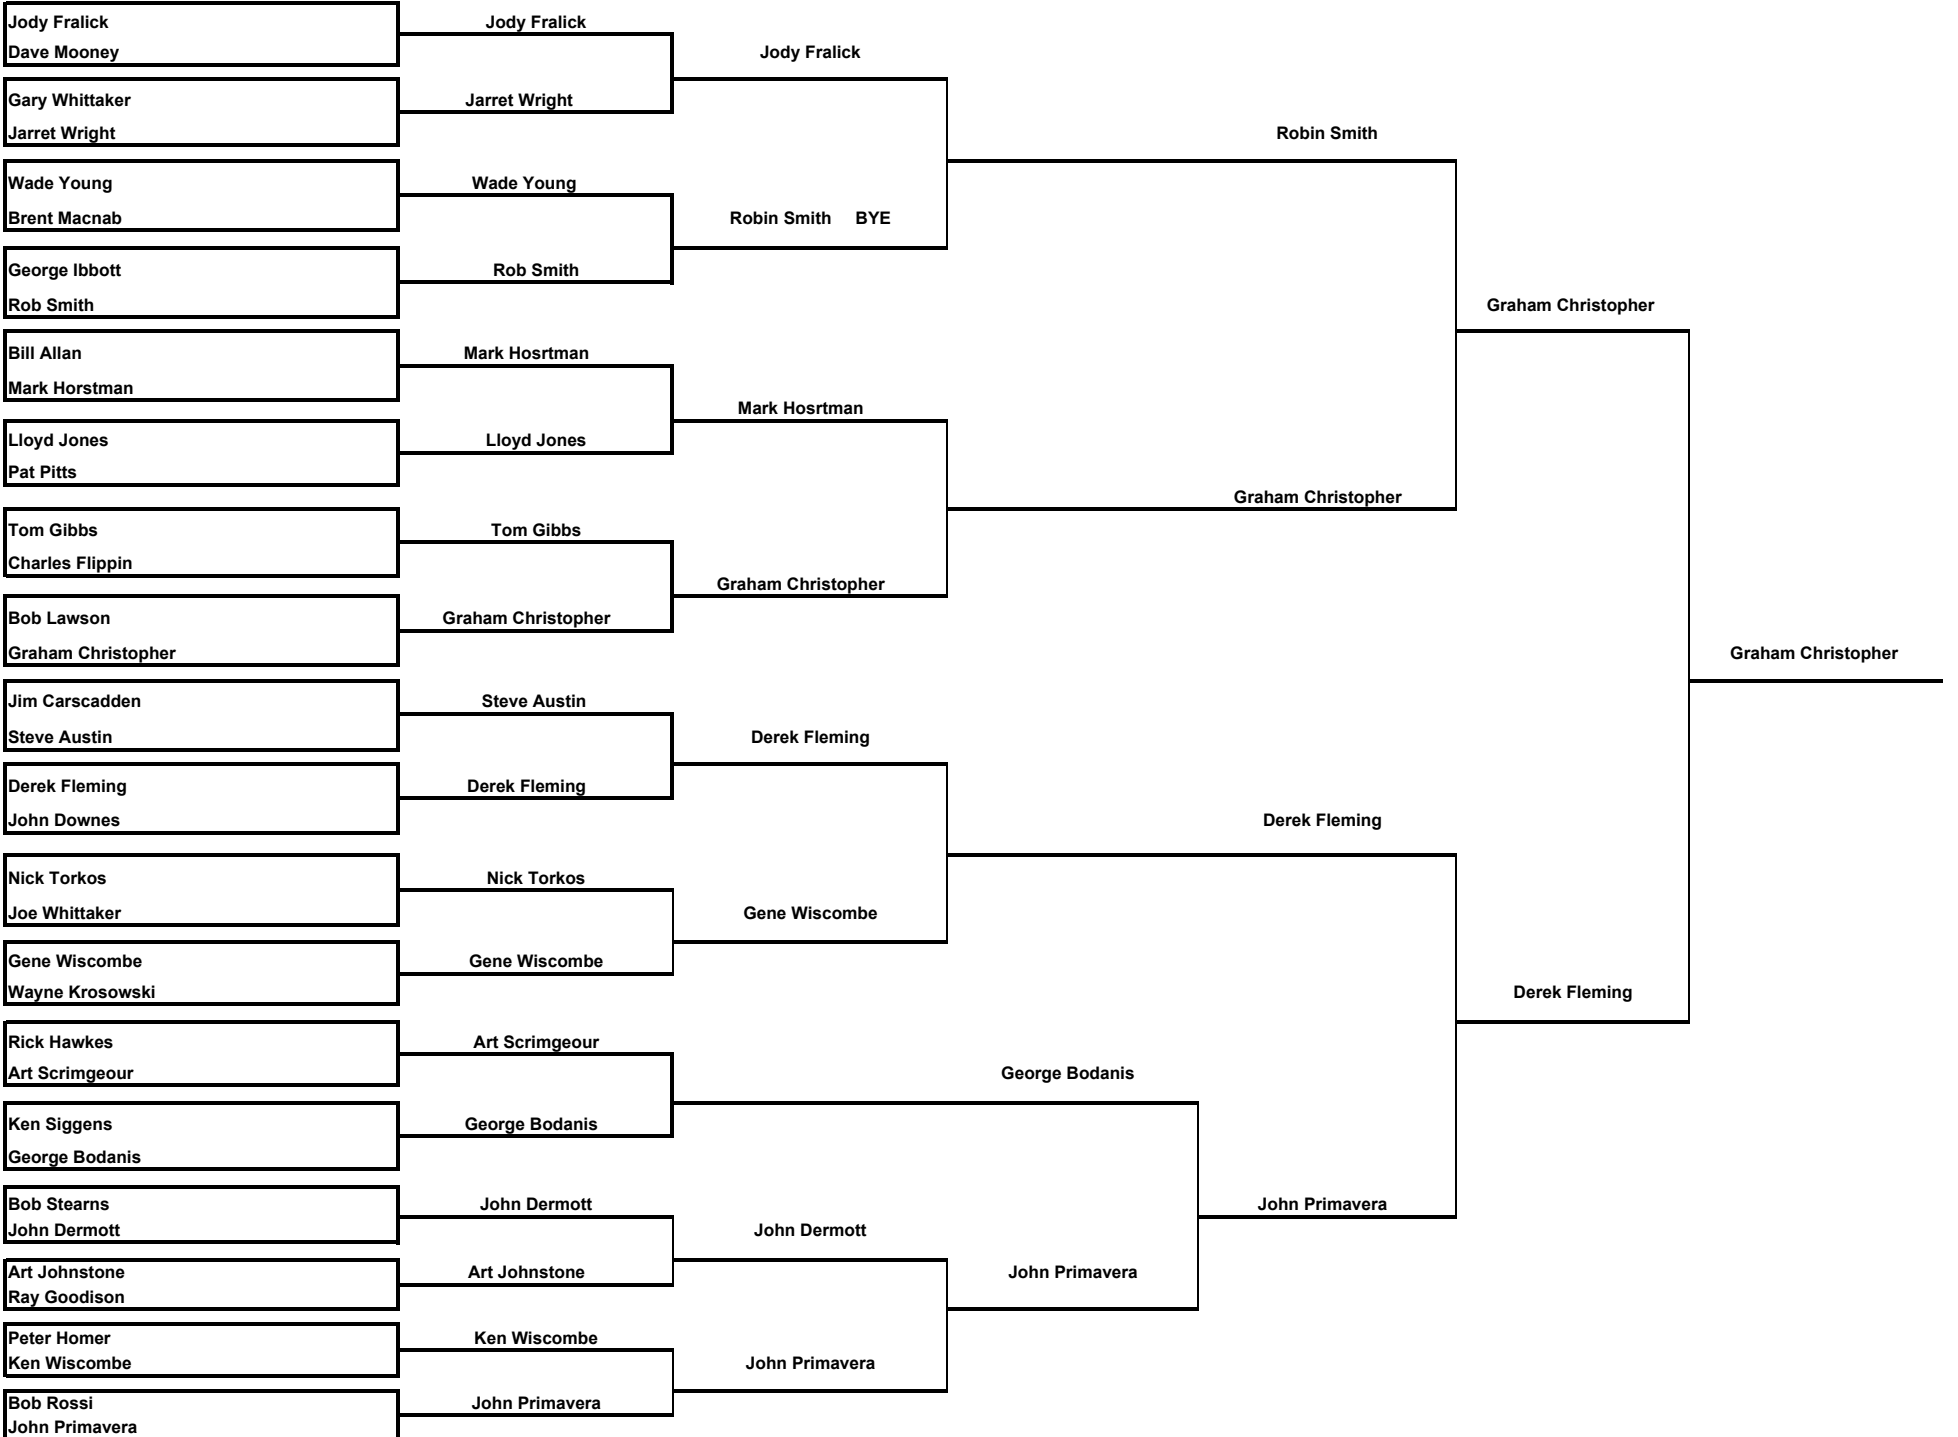 Jody Fralick
Dave Mooney
Gary Whittaker
Jarret Wright
Wade Young
Brent Macnab
George Ibbott
Rob Smith
Bill Allan
Mark Horstman
Lloyd Jones
Pat Pitts
Tom Gibbs
Charles Flippin
Bob Lawson
Graham Christopher
Jim Carscadden
Steve Austin
Derek Fleming
John Downes
Nick Torkos
Joe Whittaker
Gene Wiscombe
Wayne Krosowski
Rick Hawkes
Art Scrimgeour
Ken Siggens
George Bodanis
Bob Stearns
John Dermott
Art Johnstone
Ray Goodison
Peter Homer
Ken Wiscombe
Bob Rossi
John Primavera
Jody Fralick
Jarret Wright
Wade Young
Rob Smith
Mark Hosrtman
Lloyd Jones
Tom Gibbs
Graham Christopher
Steve Austin
Derek Fleming
Nick Torkos
Gene Wiscombe
Art Scrimgeour
George Bodanis
John Dermott
Art Johnstone
Ken Wiscombe
John Primavera
Jody Fralick
Robin Smith BYE
Mark Hosrtman
Graham Christopher
Derek Fleming
Gene Wiscombe
John Dermott
John Primavera
George Bodanis
John Primavera
Robin Smith
Graham Christopher
Derek Fleming
John Primavera
Graham Christopher
Derek Fleming
Graham Christopher